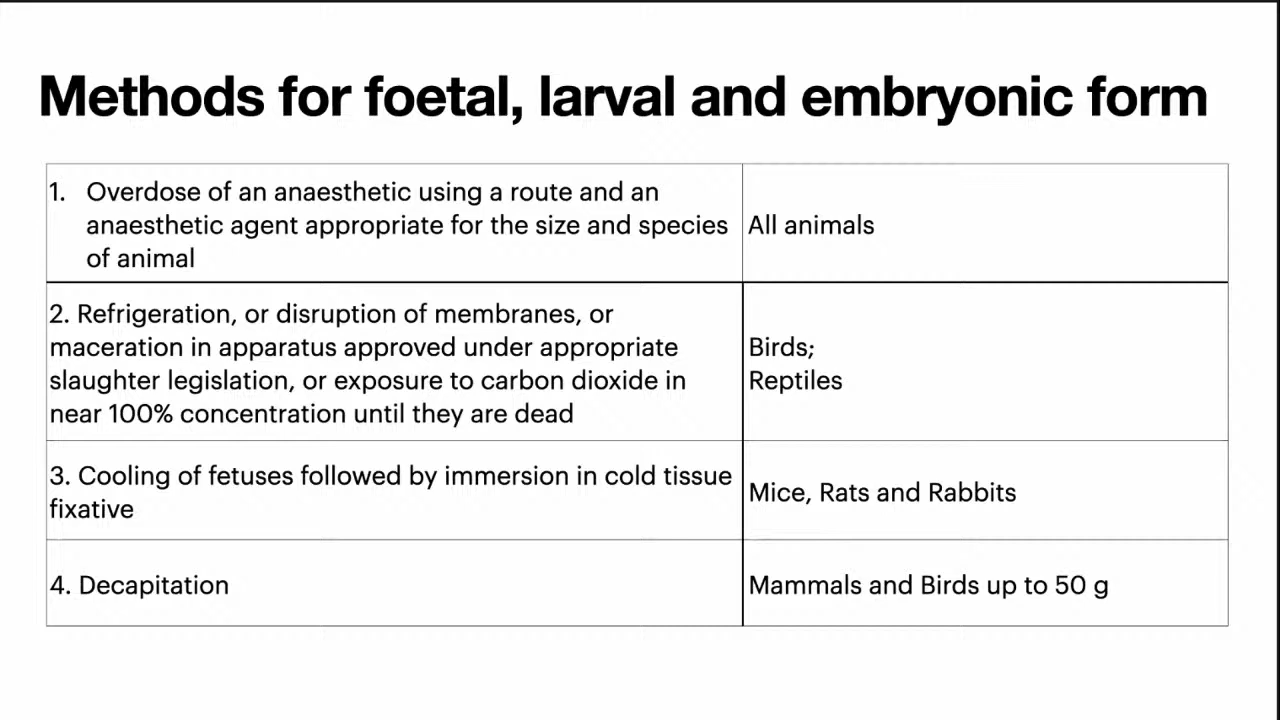 Methods for foetal, larval and embryonic form
1. Overdose of an anaesthetic using a route and an
anaesthetic agent appropriate for the size and species
of animal
All animals
2. Refrigeration, or disruption of membranes, or
maceration in apparatus approved under appropriate
slaughter legislation, or exposure to carbon dioxide in
near 100% concentration until they are dead
Birds;
Reptiles
3. Cooling of fetuses followed by immersion in cold tissue
fixative
Mice, Rats and Rabbits
4. Decapitation
Mammals and Birds up to 50 g